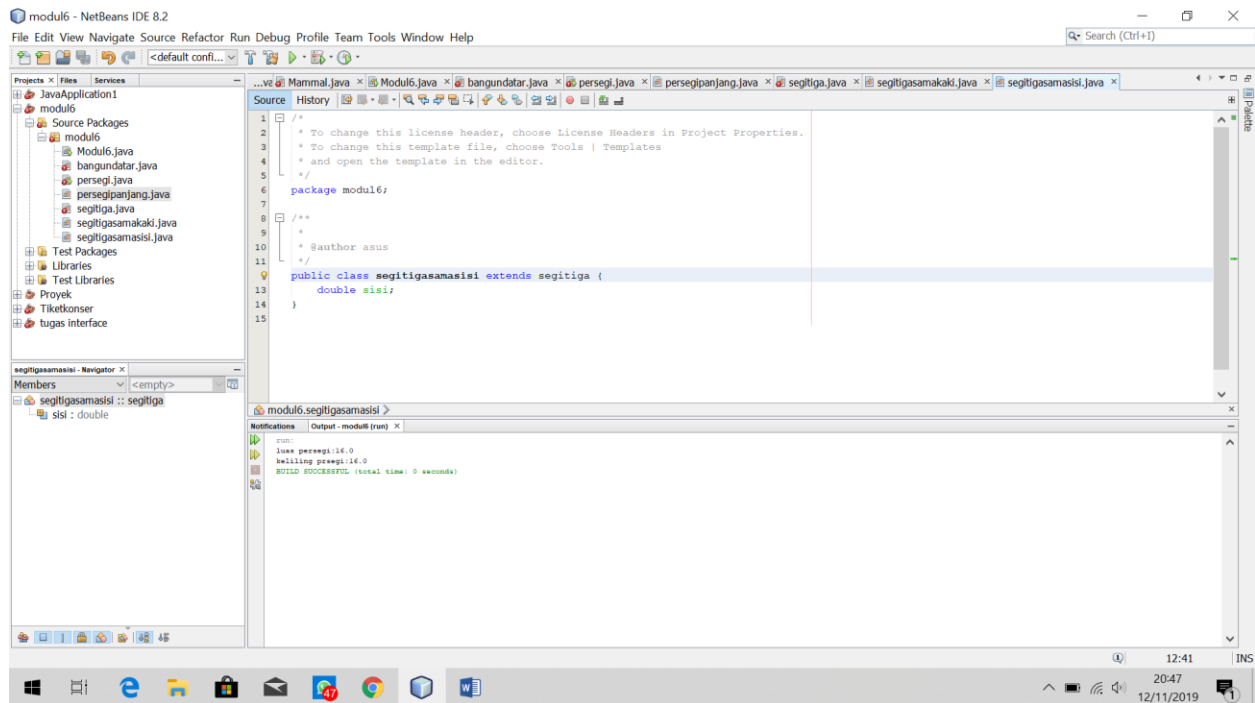 modul6 - NetBeans IDE 8.2
File Edit View Navigate Source Refactor Run Debug Profile Team Tools Window Help
Search (Ctrl+I)
<default confi...
Projects Files Services
JavaApplication1
modul6
Source Packages
modul6
Modul6.java
bangundatar.java
persegi.java
persegipanjang.java
segitiga.java
segitigasamakaki.java
segitigasamasisi.java
Test Packages
Libraries
Test Libraries
Proyek
Tiketkonser
tugas interface
segitigasamasisi - Navigator
Members <empty>
segitigasamasisi :: segitiga
sisi : double
...va Mammal.java Modul6.java bangundatar.java persegi.java persegipanjang.java segitiga.java segitigasamakaki.java segitigasamasisi.java
Source History
Palette
1 /*
2 * To change this license header, choose License Headers in Project Properties.
3 * To change this template file, choose Tools | Templates
4 * and open the template in the editor.
5 */
6 package modul6;
7
8 /**
9 *
10 * @author asus
11 */
public class segitigasamasisi extends segitiga {
13 double sisi;
14 }
15
modul6.segitigasamasisi
Notifications Output - modul6 (run)
run:
luas persegi:16.0
keliling prsegi:16.0
BUILD SUCCESSFUL (total time: 0 seconds)
12:41 INS
47
20:47
12/11/2019
1